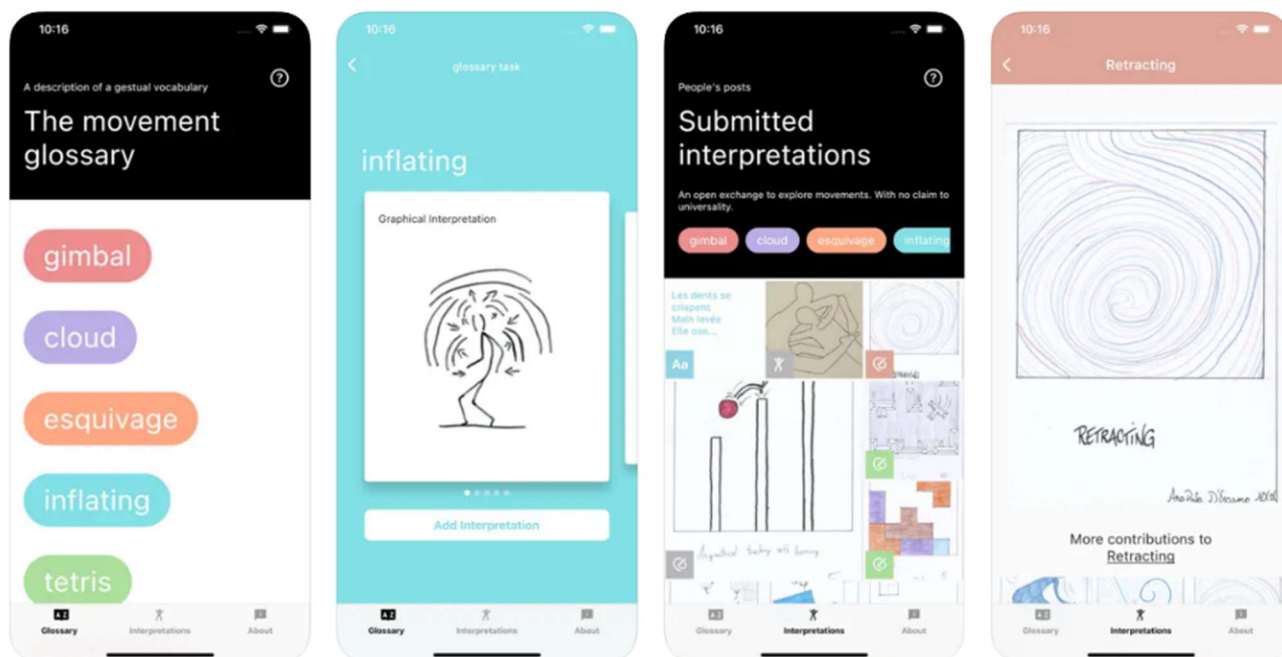 10:16
A description of a gestual vocabulary
The movement
glossary
gimbal
cloud
esquivage
inflating
tetris
Glossary
Interpretations
About
10:16
glossary task
inflating
Graphical Interpretation
Add Interpretation
Glossary
Interpretations
About
10:16
People's posts
Submitted
interpretations
An open exchange to explore movements. With no claim to
universality.
gimbal
cloud
esquivage
inflating
Les dents se
crispent
Main levée
Elle ose...
Aa
Glossary
Interpretations
About
10:16
Retracting
RETRACTING
More contributions to
Retracting
Glossary
Interpretations
About